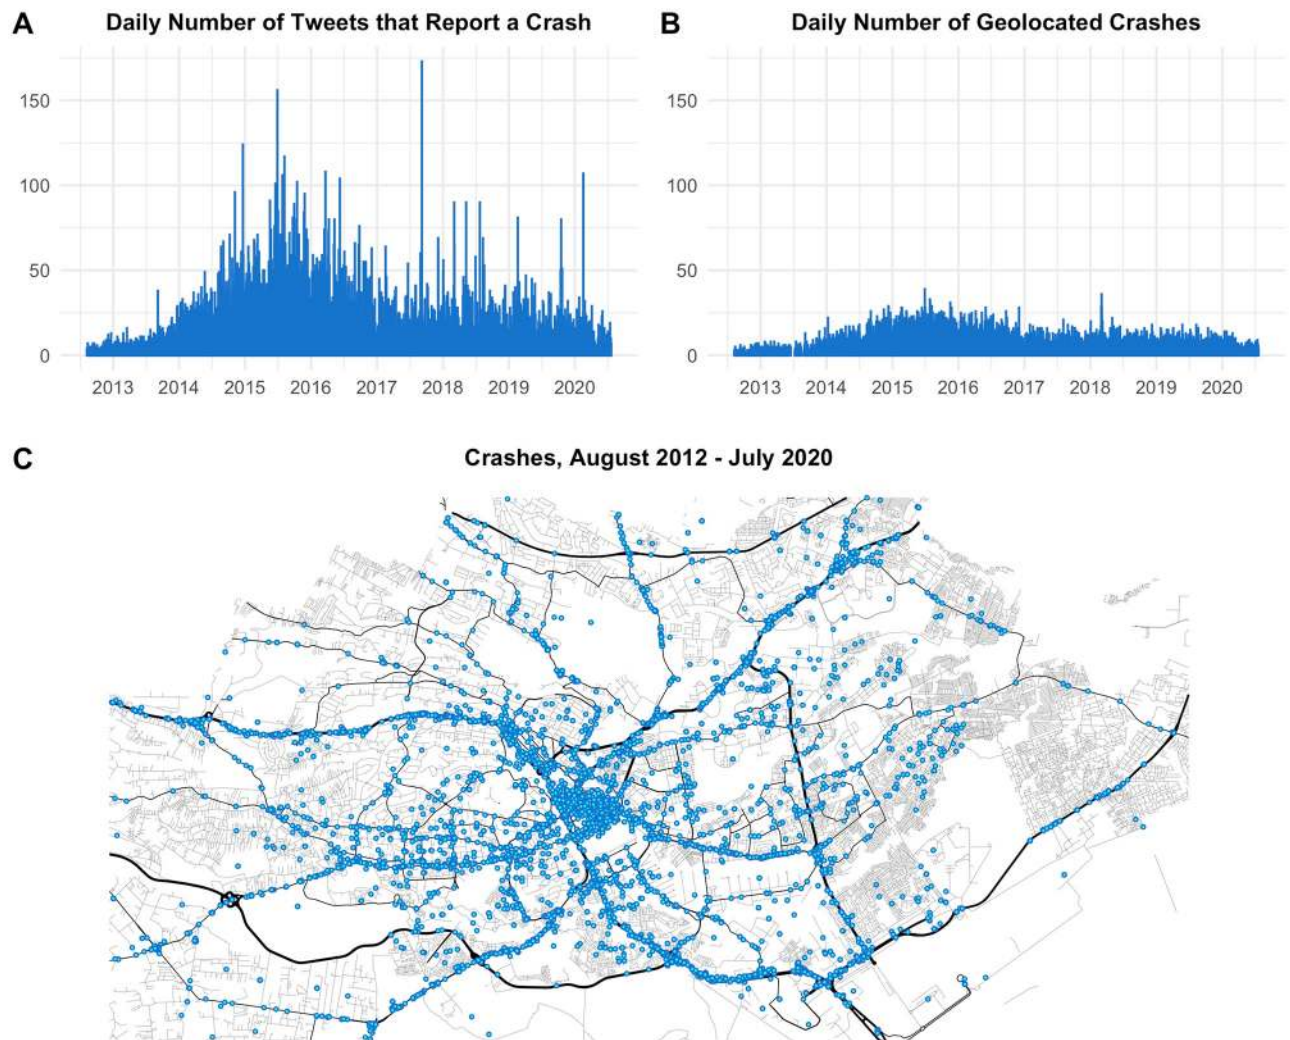 A
Daily Number of Tweets that Report a Crash
150
100
50
0
2013 2014 2015 2016 2017 2018 2019 2020
B
Daily Number of Geolocated Crashes
150
100
50
0
2013 2014 2015 2016 2017 2018 2019 2020
C
Crashes, August 2012 - July 2020